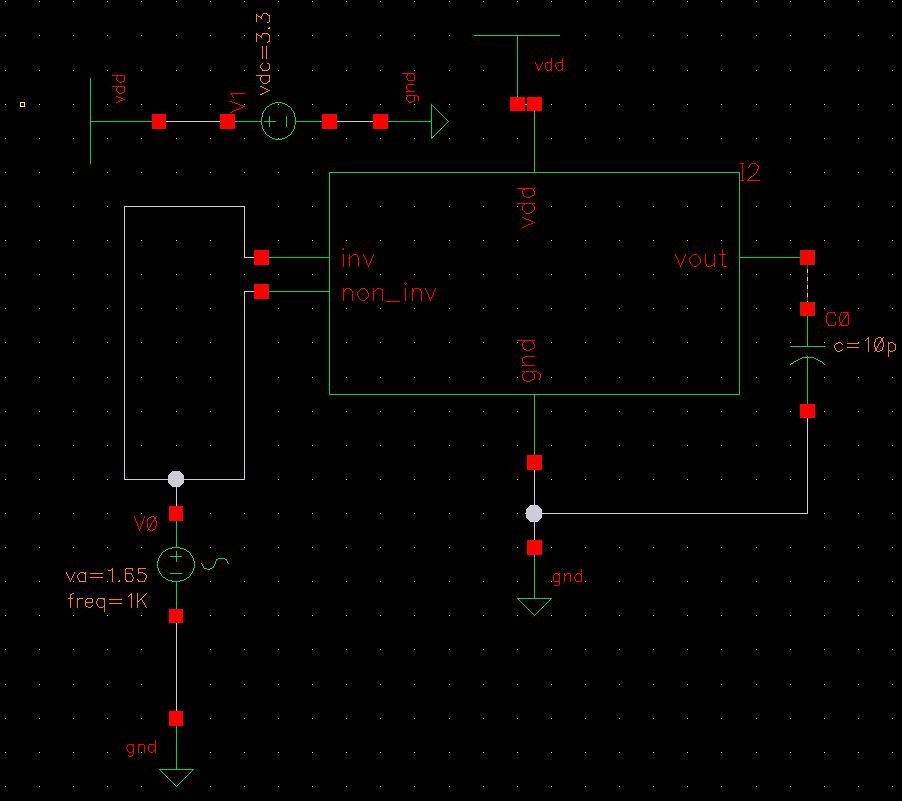 vdd
V1
vdc=3.3
gnd
vdd
I2
vdd
inv
non_inv
vout
gnd
C0
c=10p
V0
va=1.65
freq=1K
gnd
gnd